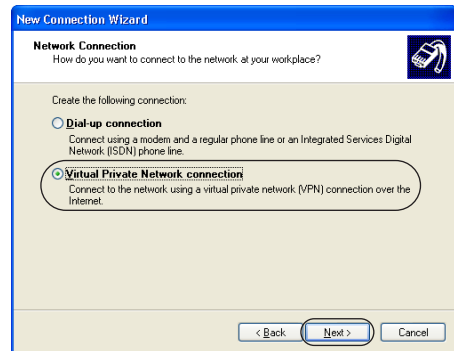 New Connection Wizard
Network Connection
How do you want to connect to the network at your workplace?
Create the following connection:
Dial-up connection
Connect using a modem and a regular phone line or an Integrated Services Digital
Network (ISDN) phone line.
Virtual Private Network connection
Connect to the network using a virtual private network (VPN) connection over the
Internet.
< Back
Next >
Cancel